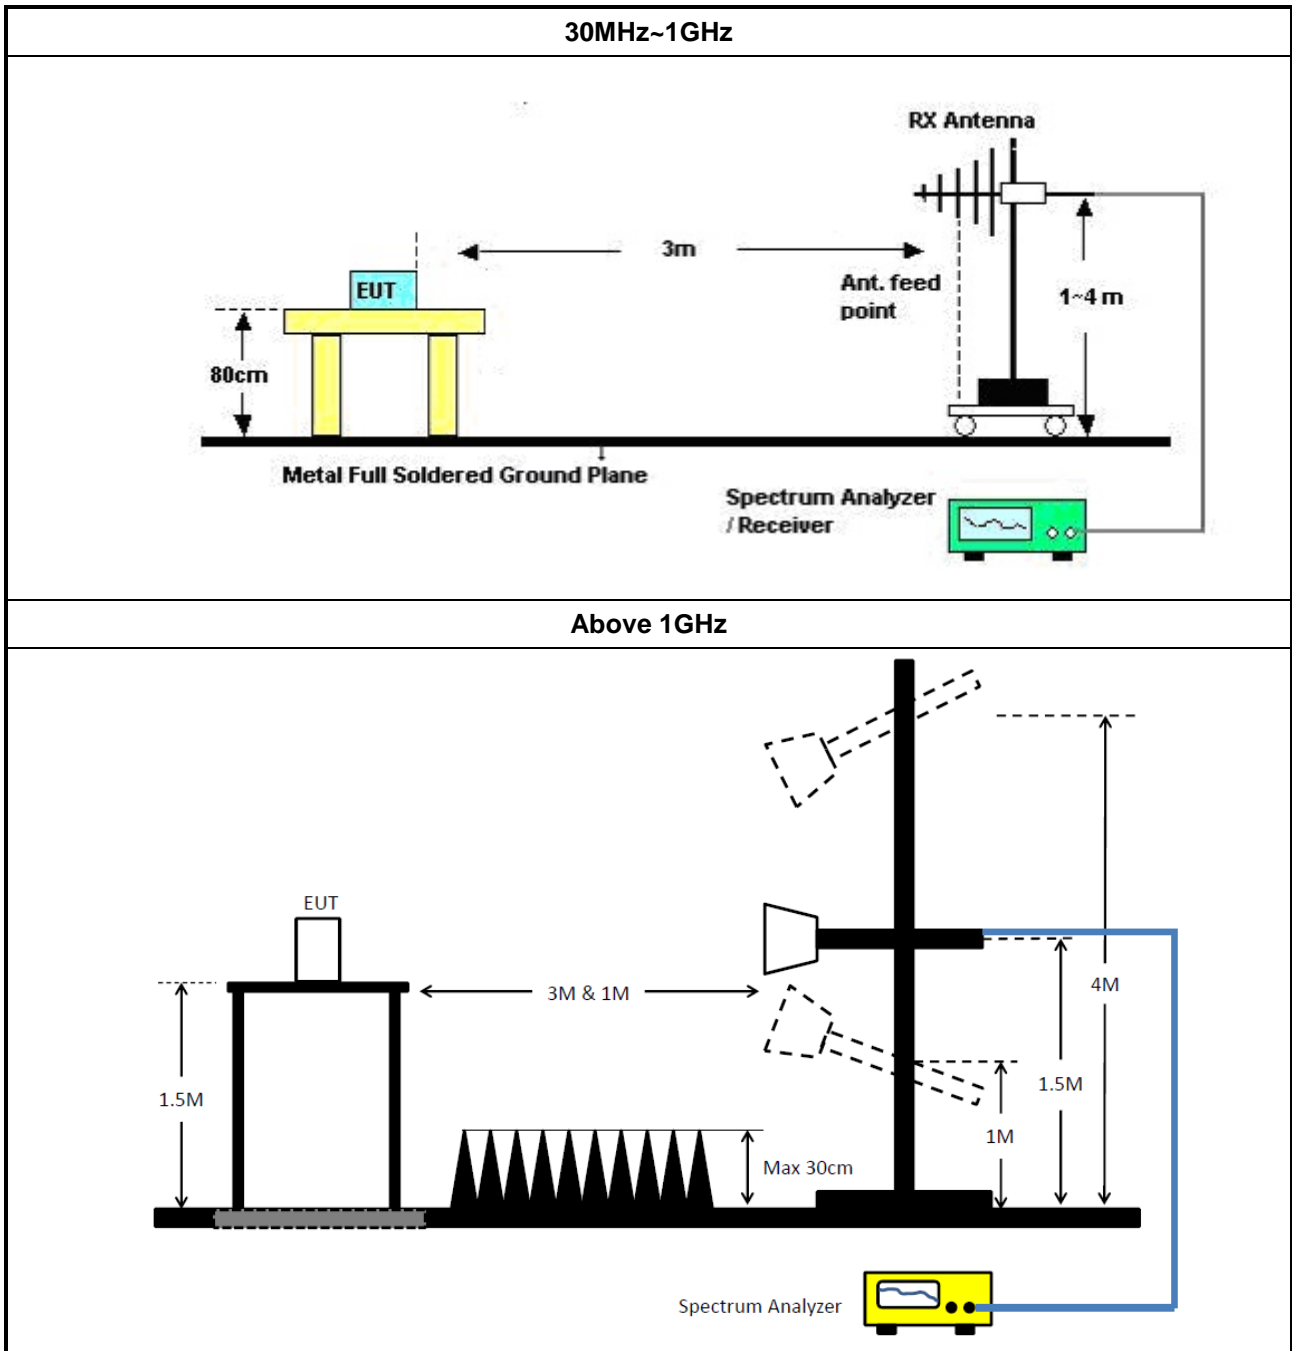 30MHz~1GHz
RX Antenna
3m
EUT
Ant. feed
point
1~4 m
80cm
Metal Full Soldered Ground Plane
Spectrum Analyzer
/ Receiver
Above 1GHz
EUT
3M & 1M
4M
1.5M
1.5M
1M
Max 30cm
Spectrum Analyzer